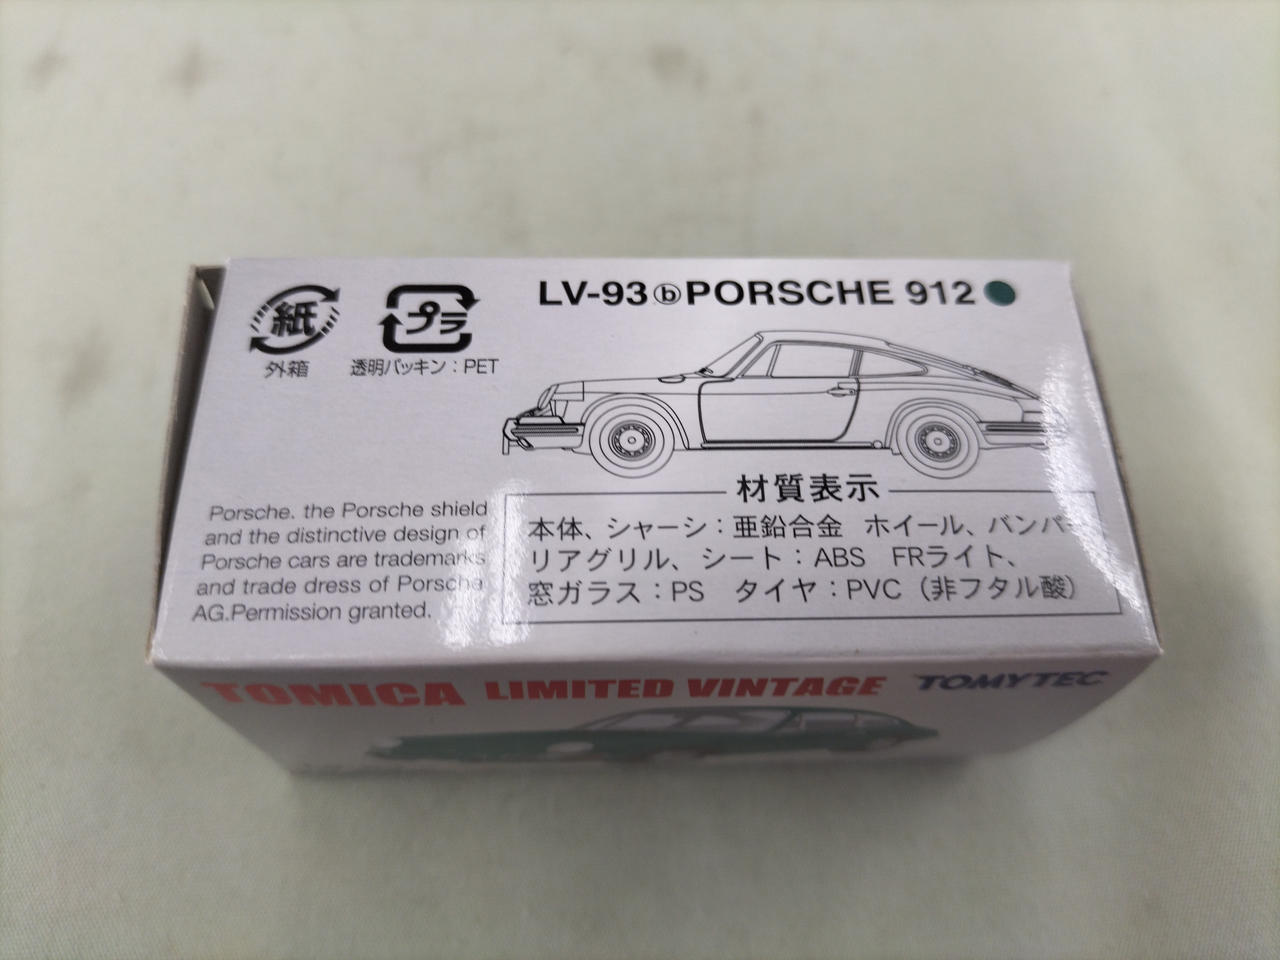 LV-93ⓑPORSCHE 912
紙
外箱
プラ
透明パッキン：PET
Porsche. the Porsche shield
and the distinctive design of
Porsche cars are trademarks
and trade dress of Porsche
AG.Permission granted.
材質表示
本体、シャーシ：亜鉛合金　ホイール、バンパー
リアグリル、シート：ABS　FRライト、
窓ガラス：PS　タイヤ：PVC（非フタル酸）
TOMICA LIMITED VINTAGE TOMYTEC